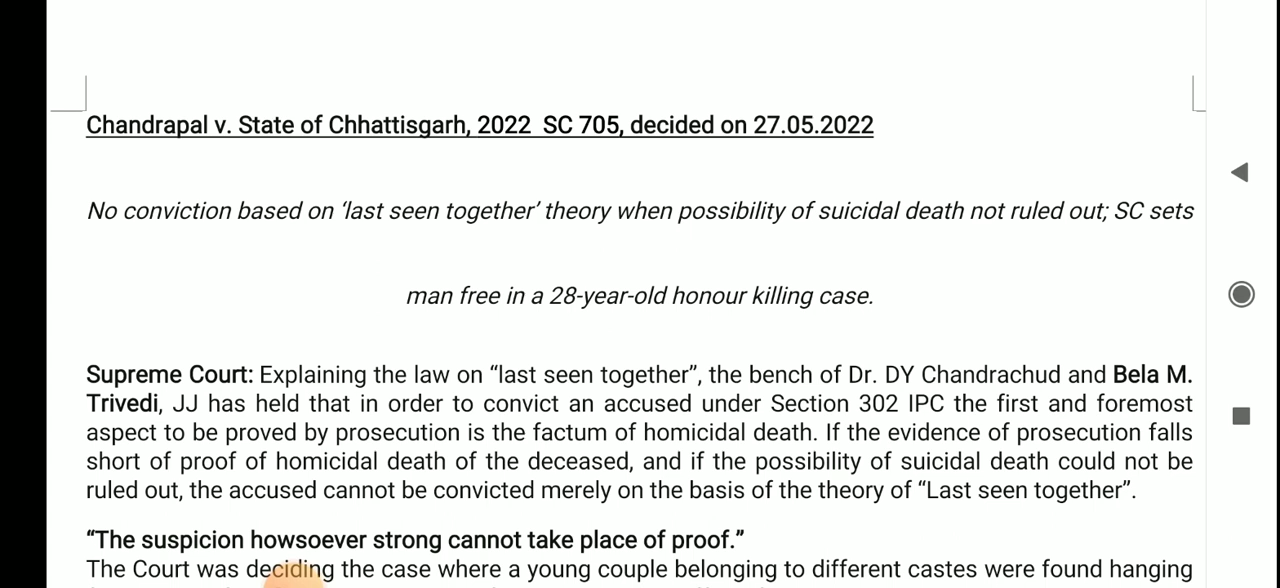 Chandrapal v. State of Chhattisgarh, 2022 SC 705, decided on 27.05.2022
No conviction based on ‘last seen together’ theory when possibility of suicidal death not ruled out; SC sets
man free in a 28-year-old honour killing case.
Supreme Court: Explaining the law on “last seen together”, the bench of Dr. DY Chandrachud and Bela M.
Trivedi, JJ has held that in order to convict an accused under Section 302 IPC the first and foremost
aspect to be proved by prosecution is the factum of homicidal death. If the evidence of prosecution falls
short of proof of homicidal death of the deceased, and if the possibility of suicidal death could not be
ruled out, the accused cannot be convicted merely on the basis of the theory of “Last seen together”.
“The suspicion howsoever strong cannot take place of proof.”
The Court was deciding the case where a young couple belonging to different castes were found hanging